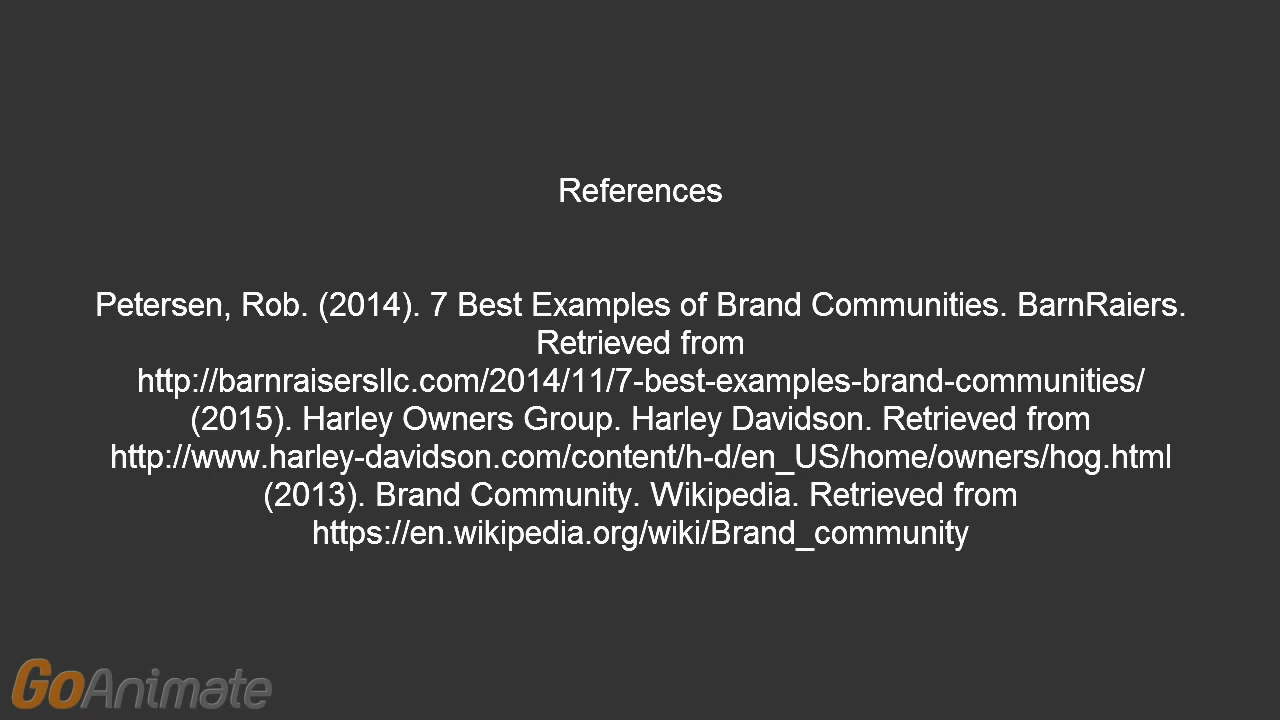 References
Petersen, Rob. (2014). 7 Best Examples of Brand Communities. BarnRaiers.
Retrieved from
http://barnraisersllc.com/2014/11/7-best-examples-brand-communities/
(2015). Harley Owners Group. Harley Davidson. Retrieved from
http://www.harley-davidson.com/content/h-d/en_US/home/owners/hog.html
(2013). Brand Community. Wikipedia. Retrieved from
https://en.wikipedia.org/wiki/Brand_community
GoAnimate